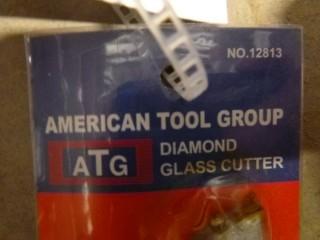 NO.12813
AMERICAN TOOL GROUP
ATG
DIAMOND
GLASS CUTTER